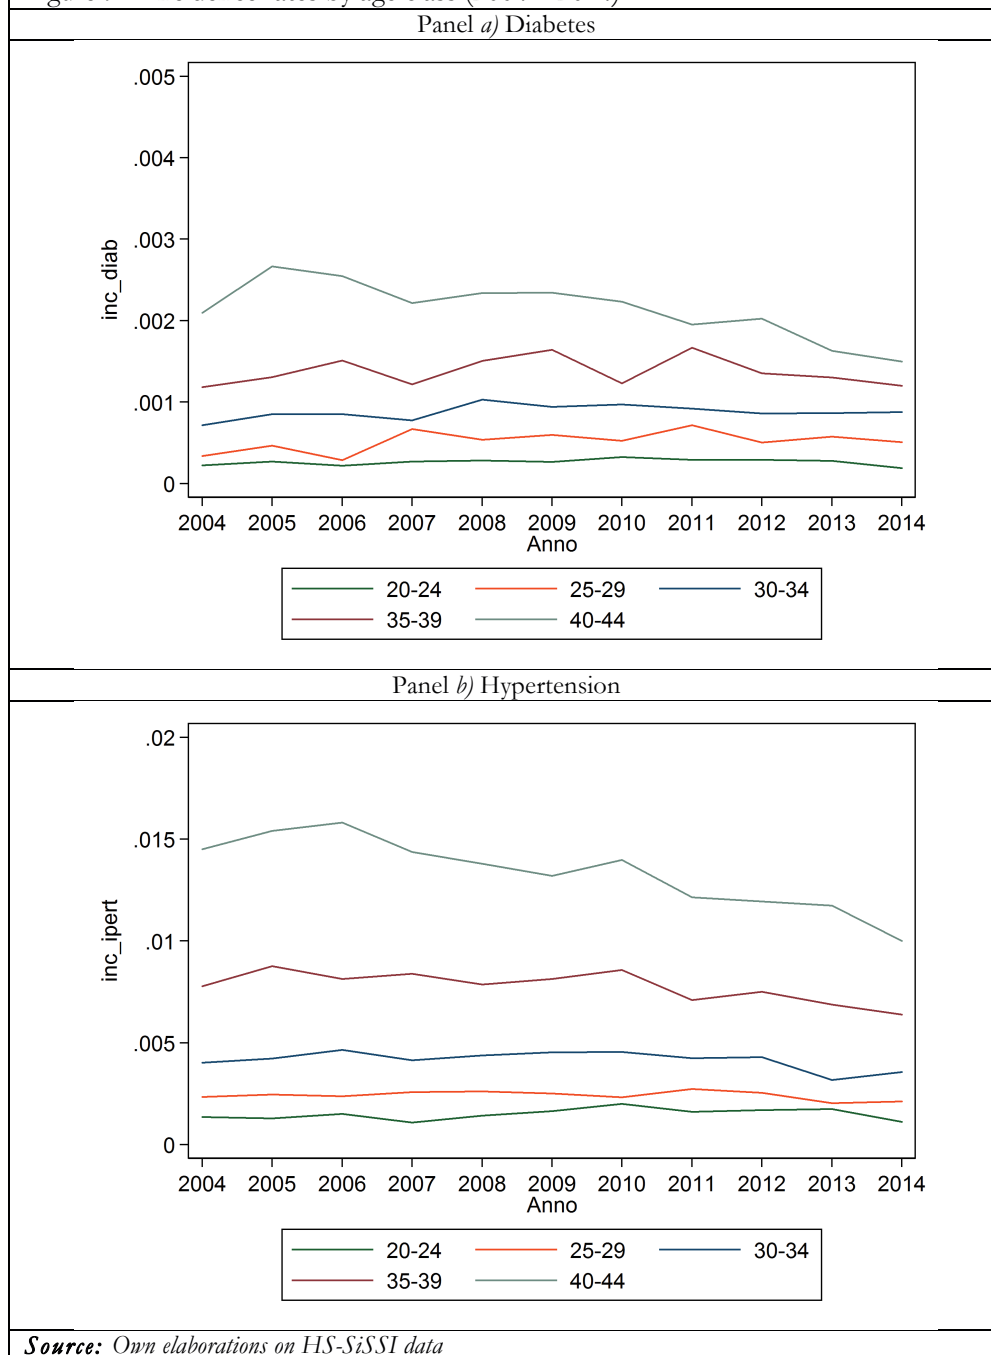 Panel a) Diabetes
.005
.004
.003
.002
.001
0
inc_diab
2004 2005 2006 2007 2008 2009 2010 2011 2012 2013 2014
Anno
20-24 25-29 30-34
35-39 40-44
Panel b) Hypertension
.02
.015
.01
.005
0
inc_ipert
2004 2005 2006 2007 2008 2009 2010 2011 2012 2013 2014
Anno
20-24 25-29 30-34
35-39 40-44
Source: Own elaborations on HS-SiSSI data